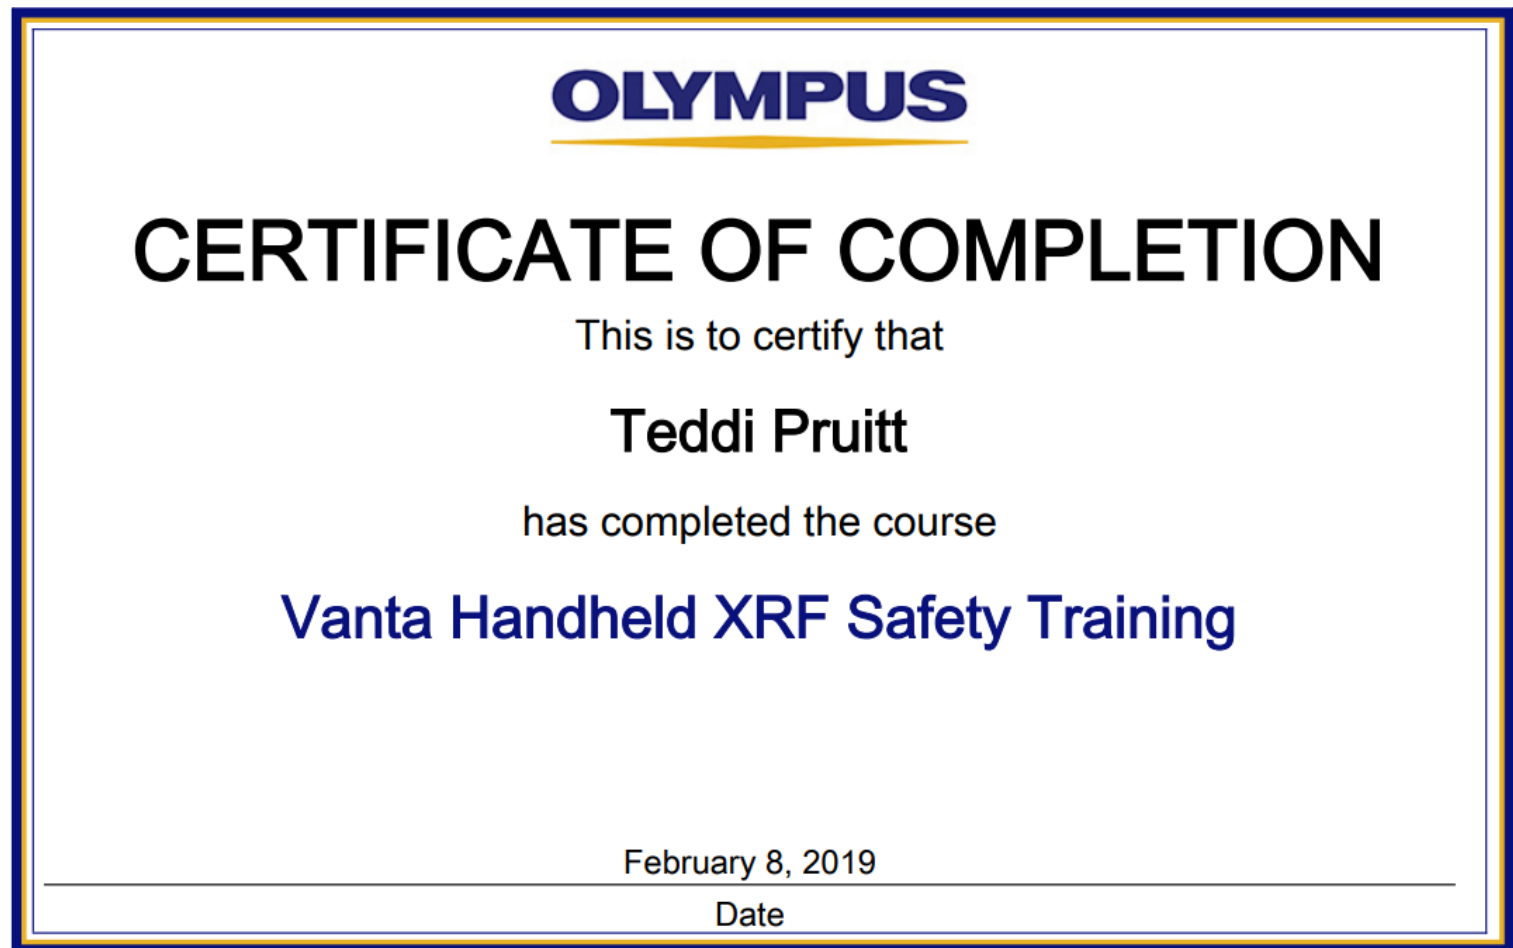 OLYMPUS
CERTIFICATE OF COMPLETION
This is to certify that
Teddi Pruitt
has completed the course
Vanta Handheld XRF Safety Training
February 8, 2019
Date